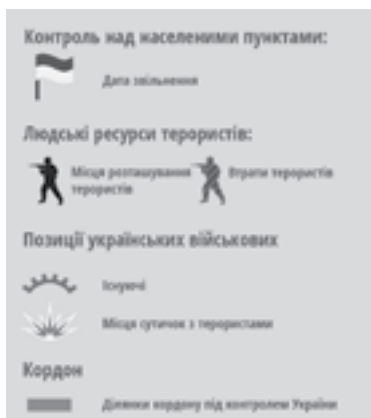 Контроль над населеними пунктами:
Дата звільнення
Людські ресурси терористів:
Місця розташування терористів
Втрати терористів
Позиції українських військових
Існуючі
Місця сутичок з терористами
Кордон
Ділянки кордону під контролем України